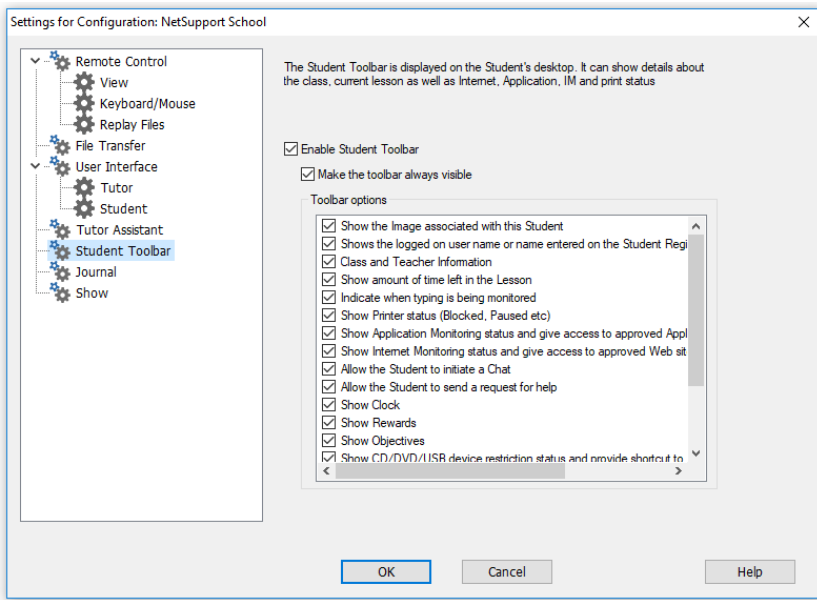 Settings for Configuration: NetSupport School
Remote Control
View
Keyboard/Mouse
Replay Files
File Transfer
User Interface
Tutor
Student
Tutor Assistant
Student Toolbar
Journal
Show
The Student Toolbar is displayed on the Student's desktop. It can show details about
the class, current lesson as well as Internet, Application, IM and print status
Enable Student Toolbar
Make the toolbar always visible
Toolbar options
Show the Image associated with this Student
Shows the logged on user name or name entered on the Student Regi
Class and Teacher Information
Show amount of time left in the Lesson
Indicate when typing is being monitored
Show Printer status (Blocked, Paused etc)
Show Application Monitoring status and give access to approved Appl
Show Internet Monitoring status and give access to approved Web sit
Allow the Student to initiate a Chat
Allow the Student to send a request for help
Show Clock
Show Rewards
Show Objectives
Show CD/DVD/USB device restriction status and provide shortcut to
OK
Cancel
Help